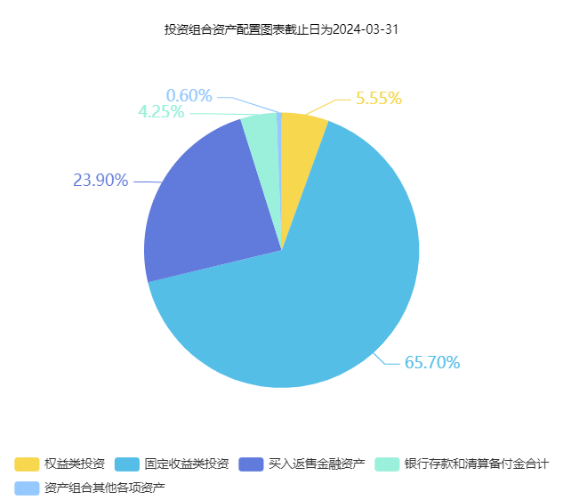 投资组合资产配置图表截止日为2024-03-31
0.60%
5.55%
4.25%
23.90%
65.70%
权益类投资 固定收益类投资 买入返售金融资产 银行存款和清算备付金合计
资产组合其他各项资产